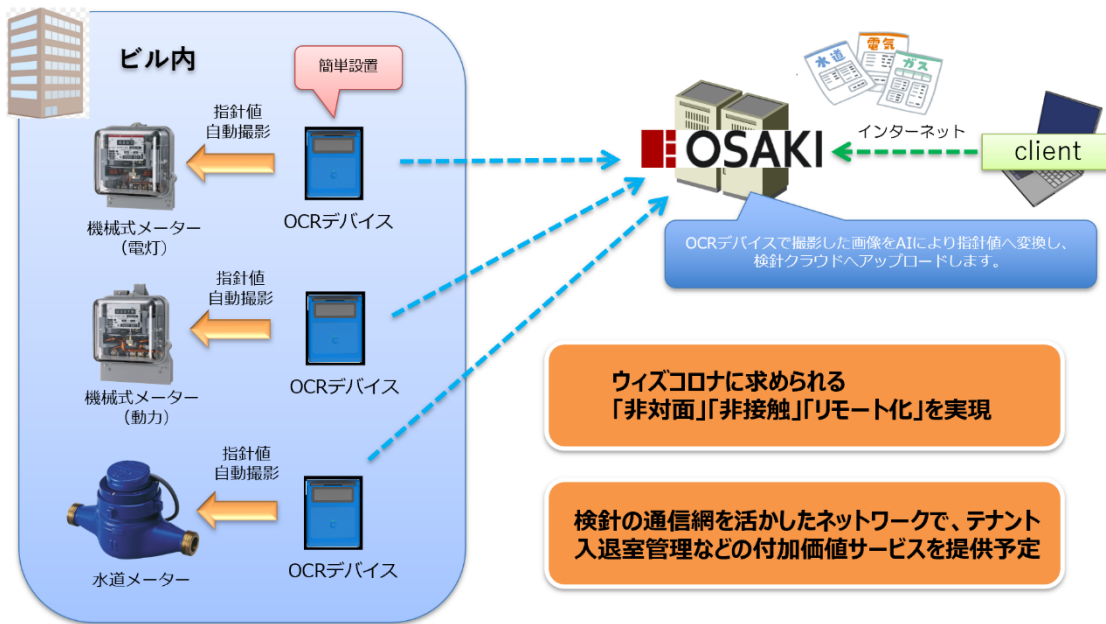 ビル内
簡単設置
指針値
自動撮影
機械式メーター
(電灯)
OCRデバイス
指針値
自動撮影
機械式メーター
(動力)
OCRデバイス
指針値
自動撮影
水道メーター
OCRデバイス
水道
電気
ガス
OSAKI
インターネット
client
OCRデバイスで撮影した画像をAIにより指針値へ変換し、
検針クラウドへアップロードします。
ウィズコロナに求められる
「非対面」「非接触」「リモート化」を実現
検針の通信網を活かしたネットワークで、テナント
入退室管理などの付加価値サービスを提供予定